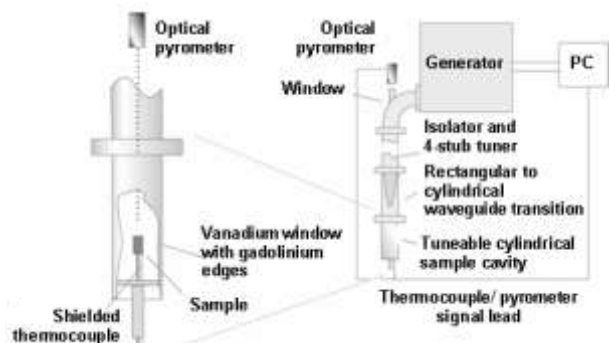 Optical
pyrometer
Vanadium window
with gadolinium
edges
Sample
Shielded
thermocouple
Optical
pyrometer
Window
Generator
PC
Isolator and
4-stub tuner
Rectangular to
cylindrical
waveguide transition
Tuneable cylindrical
sample cavity
Thermocouple/ pyrometer
signal lead